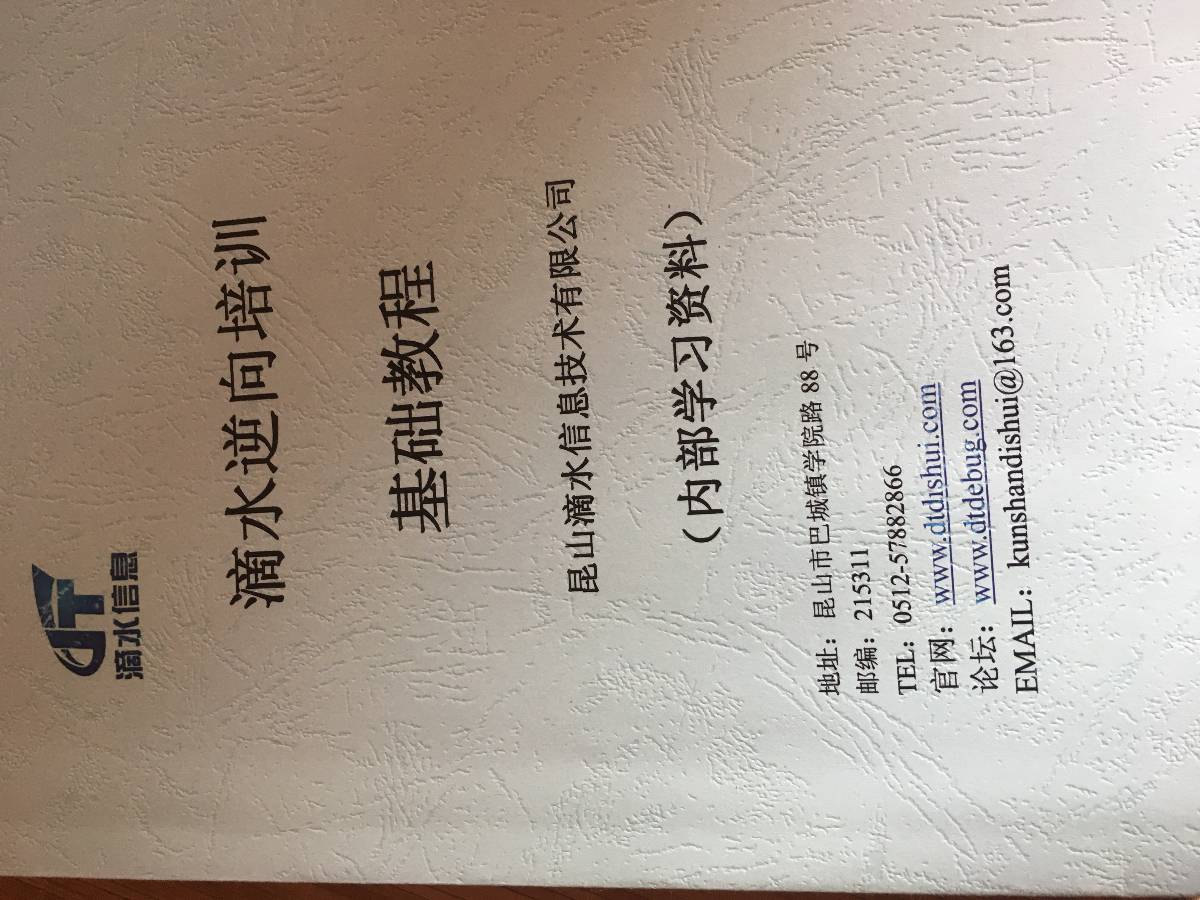 滴水信息
滴水逆向培训
基础教程
昆山滴水信息技术有限公司
（内部学习资料）
地址：昆山市巴城镇学院路 88 号
邮编：215311
TEL：0512-57882866
官网：www.dtdishui.com
论坛：www.dtdebug.com
EMAIL：kunshandishui@163.com